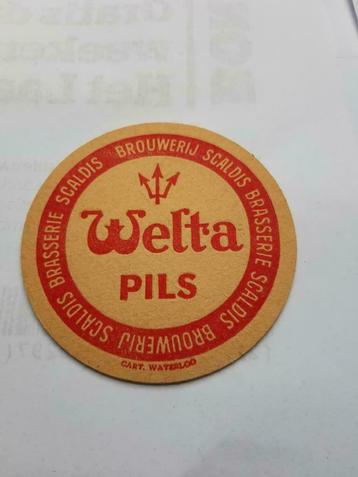 BROUWERIJ SCALDIS BRASSERIE SCALDIS BROUWERIJ SCALDIS BRASSERIE SCALDIS
Welta
PILS
CART. WATERLOO